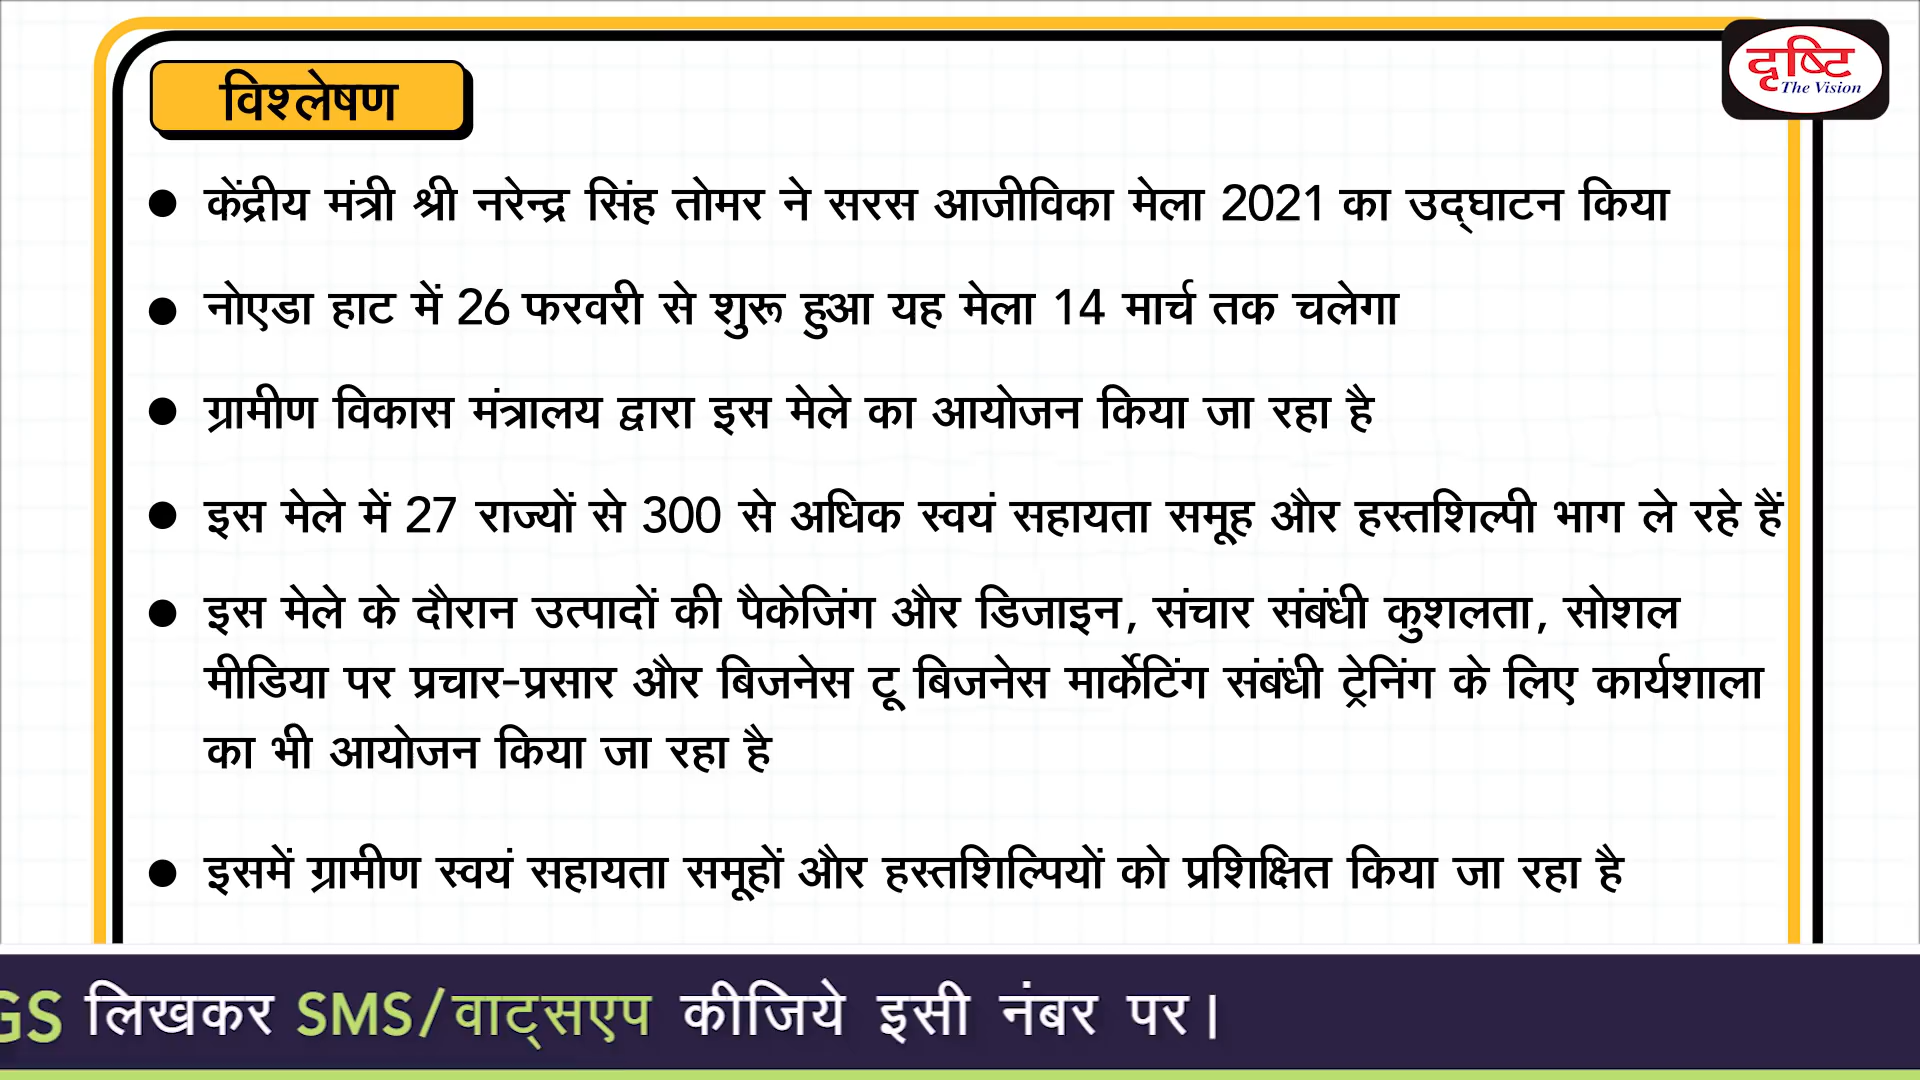 दृष्टि
The Vision
विश्लेषण
● केंद्रीय मंत्री श्री नरेन्द्र सिंह तोमर ने सरस आजीविका मेला 2021 का उद्घाटन किया
● नोएडा हाट में 26 फरवरी से शुरू हुआ यह मेला 14 मार्च तक चलेगा
● ग्रामीण विकास मंत्रालय द्वारा इस मेले का आयोजन किया जा रहा है
● इस मेले में 27 राज्यों से 300 से अधिक स्वयं सहायता समूह और हस्तशिल्पी भाग ले रहे हैं
● इस मेले के दौरान उत्पादों की पैकेजिंग और डिजाइन, संचार संबंधी कुशलता, सोशल
मीडिया पर प्रचार-प्रसार और बिजनेस टू बिजनेस मार्केटिंग संबंधी ट्रेनिंग के लिए कार्यशाला
का भी आयोजन किया जा रहा है
● इसमें ग्रामीण स्वयं सहायता समूहों और हस्तशिल्पियों को प्रशिक्षित किया जा रहा है
GS लिखकर SMS/वाट्सएप कीजिये इसी नंबर पर।